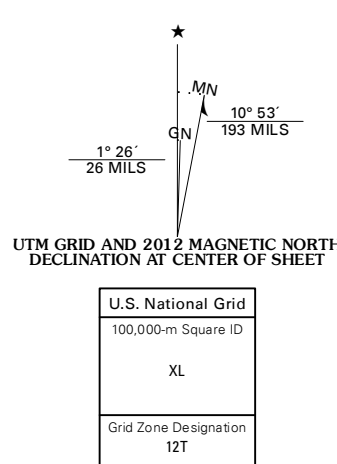 ★
MN
GN
10° 53´
193 MILS
1° 26´
26 MILS
UTM GRID AND 2012 MAGNETIC NORTH
DECLINATION AT CENTER OF SHEET
U.S. National Grid
100,000-m Square ID
XL
Grid Zone Designation
12T